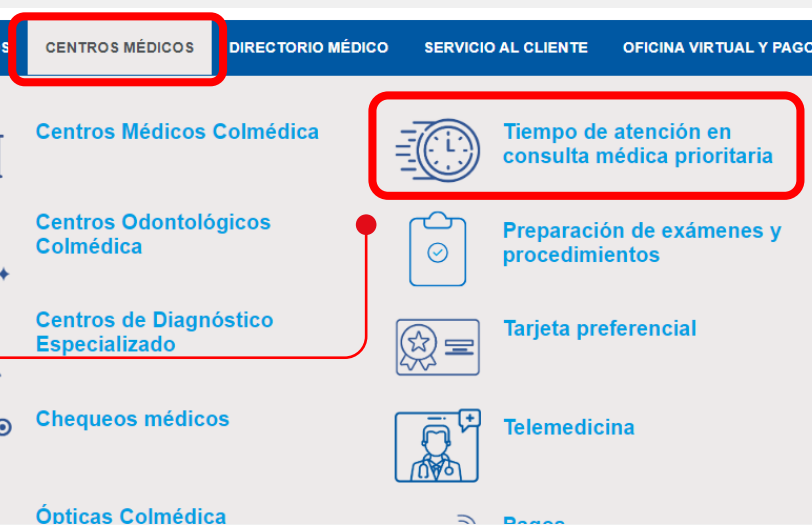 S
CENTROS MÉDICOS
DIRECTORIO MÉDICO
SERVICIO AL CLIENTE
OFICINA VIRTUAL Y PAGO
Centros Médicos Colmédica
Centros Odontológicos
Colmédica
Centros de Diagnóstico
Especializado
Chequeos médicos
Ópticas Colmédica
Tiempo de atención en
consulta médica prioritaria
Preparación de exámenes y
procedimientos
Tarjeta preferencial
Telemedicina
Pagos